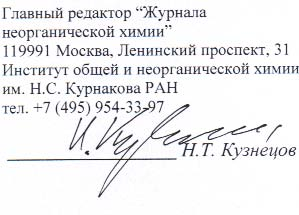 Главный редактор “Журнала
неорганической химии”
119991 Москва, Ленинский проспект, 31
Институт общей и неорганической химии
им. Н.С. Курнакова РАН
тел. +7 (495) 954-33-97
Н.Т. Кузнецов